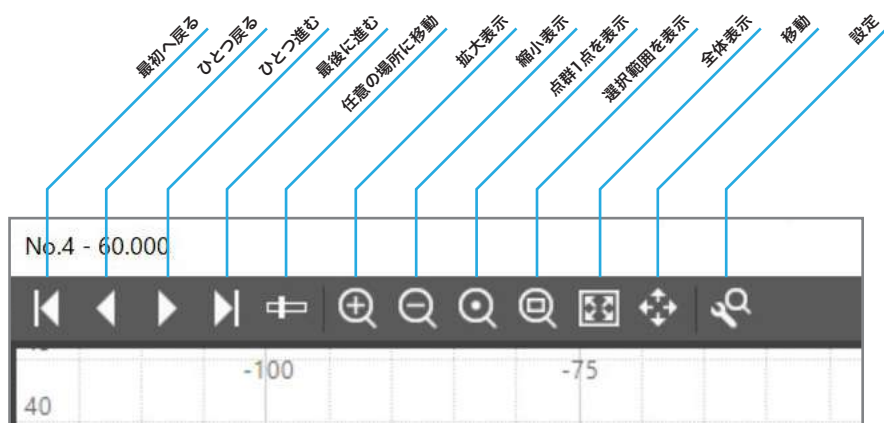 最初へ戻る
ひとつ戻る
ひとつ進む
最後に進む
任意の場所に移動
拡大表示
縮小表示
点群1点を表示
選択範囲を表示
全体表示
移動
設定
No.4 - 60.000
-100
-75
40